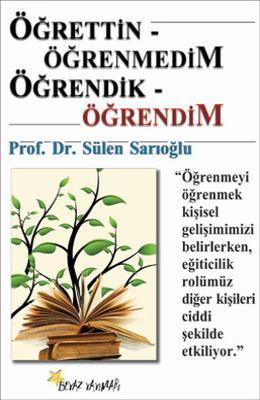 ÖĞRETTİN -
ÖĞRENMEDİM
ÖĞRENDİK -
ÖĞRENDİM
Prof. Dr. Sülen Sarıoğlu
“Öğrenmeyi
öğrenmek
kişisel
gelişimimizi
belirlerken,
eğiticilik
rolümüz
diğer kişileri
ciddi
şekilde
etkiliyor.”
BEYAZ YAYINLARI